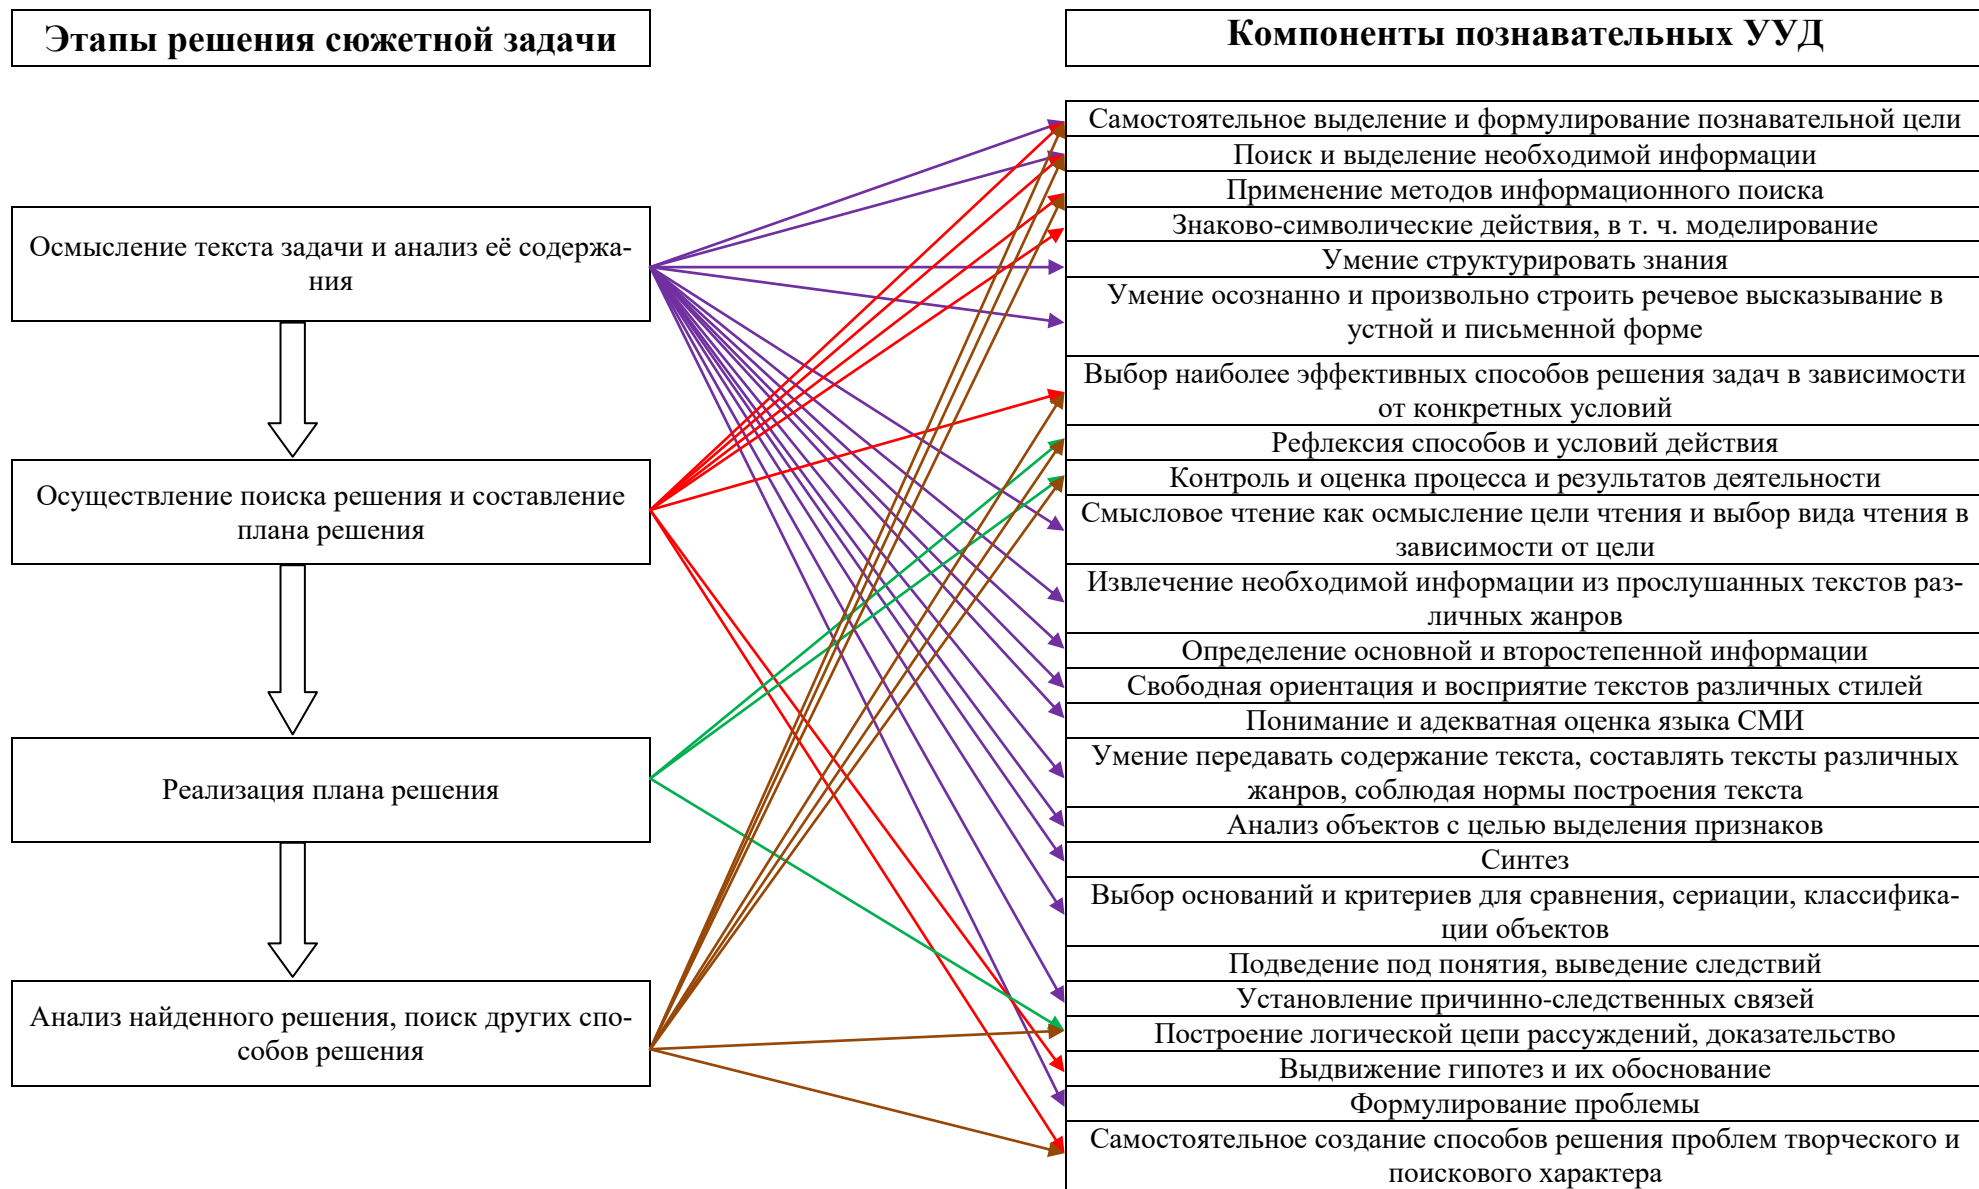 Этапы решения сюжетной задачи
Осмысление текста задачи и анализ её содержа-
ния
Осуществление поиска решения и составление
плана решения
Реализация плана решения
Анализ найденного решения, поиск других спо-
собов решения
Компоненты познавательных УУД
Самостоятельное выделение и формулирование познавательной цели
Поиск и выделение необходимой информации
Применение методов информационного поиска
Знаково-символические действия, в т. ч. моделирование
Умение структурировать знания
Умение осознанно и произвольно строить речевое высказывание в
устной и письменной форме
Выбор наиболее эффективных способов решения задач в зависимости
от конкретных условий
Рефлексия способов и условий действия
Контроль и оценка процесса и результатов деятельности
Смысловое чтение как осмысление цели чтения и выбор вида чтения в
зависимости от цели
Извлечение необходимой информации из прослушанных текстов раз-
личных жанров
Определение основной и второстепенной информации
Свободная ориентация и восприятие текстов различных стилей
Понимание и адекватная оценка языка СМИ
Умение передавать содержание текста, составлять тексты различных
жанров, соблюдая нормы построения текста
Анализ объектов с целью выделения признаков
Синтез
Выбор оснований и критериев для сравнения, сериации, классифика-
ции объектов
Подведение под понятия, выведение следствий
Установление причинно-следственных связей
Построение логической цепи рассуждений, доказательство
Выдвижение гипотез и их обоснование
Формулирование проблемы
Самостоятельное создание способов решения проблем творческого и
поискового характера